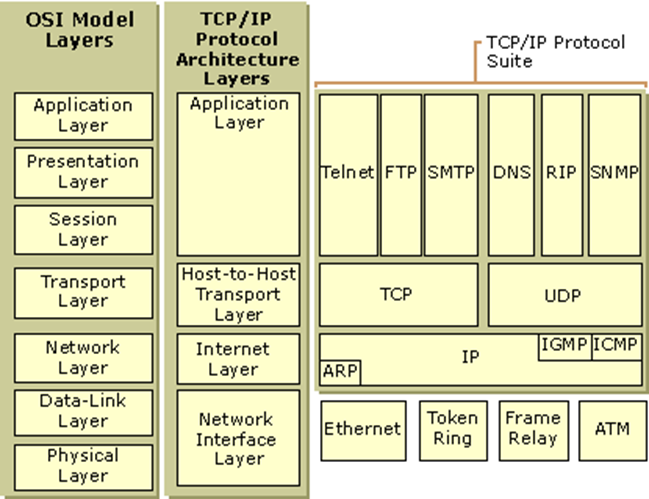 OSI Model
Layers
Application
Layer
Presentation
Layer
Session
Layer
Transport
Layer
Network
Layer
Data-Link
Layer
Physical
Layer
TCP/IP
Protocol
Architecture
Layers
Application
Layer
Host-to-Host
Transport
Layer
Internet
Layer
Network
Interface
Layer
TCP/IP Protocol
Suite
Telnet
FTP
SMTP
DNS
RIP
SNMP
TCP
UDP
IP
IGMP
ICMP
ARP
Ethernet
Token
Ring
Frame
Relay
ATM